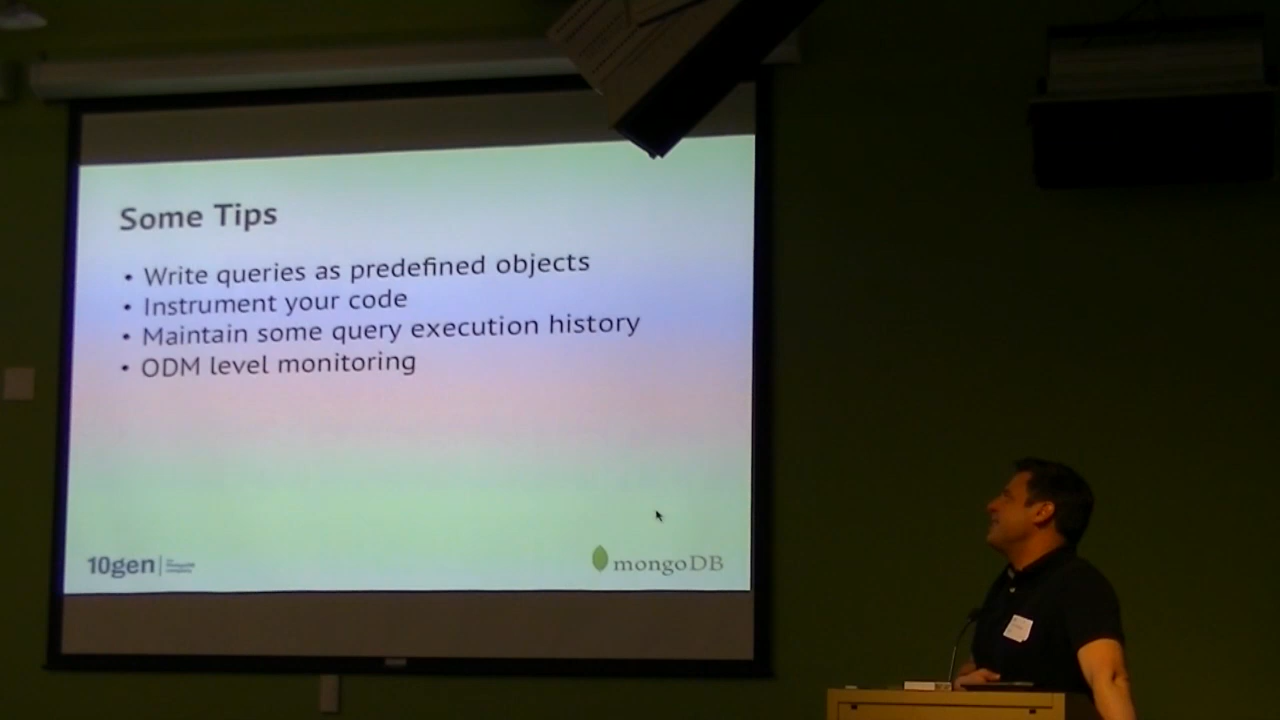 Some Tips
• Write queries as predefined objects
• Instrument your code
• Maintain some query execution history
• ODM level monitoring
10gen
mongoDB